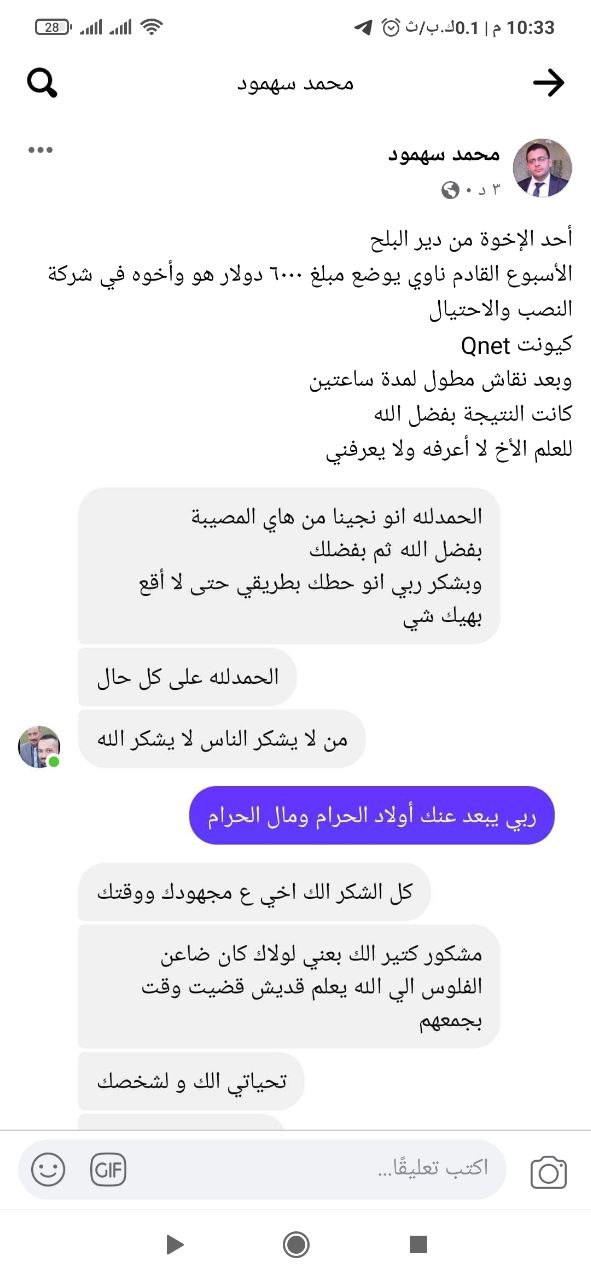 10:33 م | 0.1ك.ب/ث
28
محمد سهمود
محمد سهمود
٣ د
أحد الإخوة من دير البلح
الأسبوع القادم ناوي يوضع مبلغ ٦٠٠٠ دولار هو وأخوه في شركة
النصب والاحتيال
كيونت Qnet
وبعد نقاش مطول لمدة ساعتين
كانت النتيجة بفضل الله
للعلم الأخ لا أعرفه ولا يعرفني
الحمدلله انو نجينا من هاي المصيبة
بفضل الله ثم بفضلك
وبشكر ربي انو حطك بطريقي حتى لا أقع
بهيك شي
الحمدلله على كل حال
من لا يشكر الناس لا يشكر الله
ربي يبعد عنك أولاد الحرام ومال الحرام
كل الشكر الك اخي ع مجهودك ووقتك
مشكور كتير الك بعني لولاك كان ضاعن
الفلوس الي الله يعلم قديش قضيت وقت
بجمعهم
تحياتي الك و لشخصك
اكتب تعليقًا...
GIF